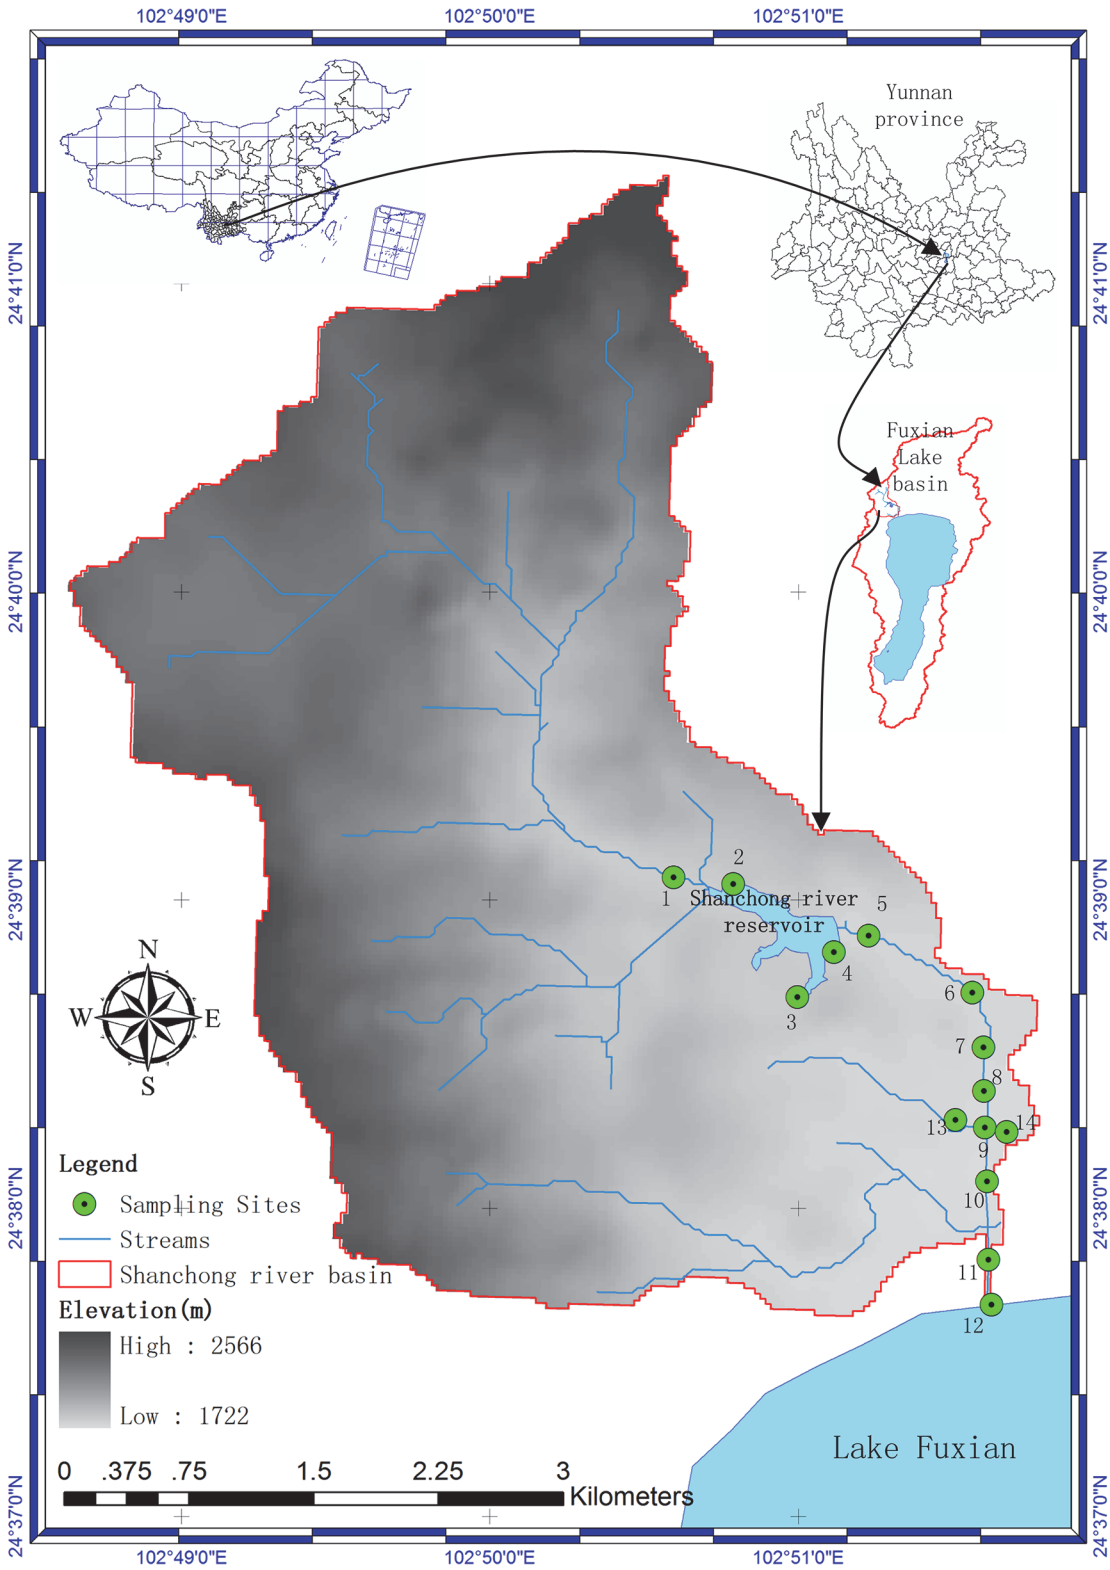 102°49'0"E
102°50'0"E
102°51'0"E
Yunnan
province
24°41'0"N
24°41'0"N
Fuxian
Lake
basin
24°40'0"N
24°40'0"N
2
1
Shanchong river
reservoir
5
24°39'0"N
24°39'0"N
4
3
6
N
W
E
S
7
8
13
14
9
10
11
12
24°38'0"N
24°38'0"N
Legend
Sampling Sites
Streams
Shanchong river basin
Elevation(m)
High : 2566
Low : 1722
Lake Fuxian
0 .375 .75 1.5 2.25 3
Kilometers
24°37'0"N
24°37'0"N
102°49'0"E
102°50'0"E
102°51'0"E